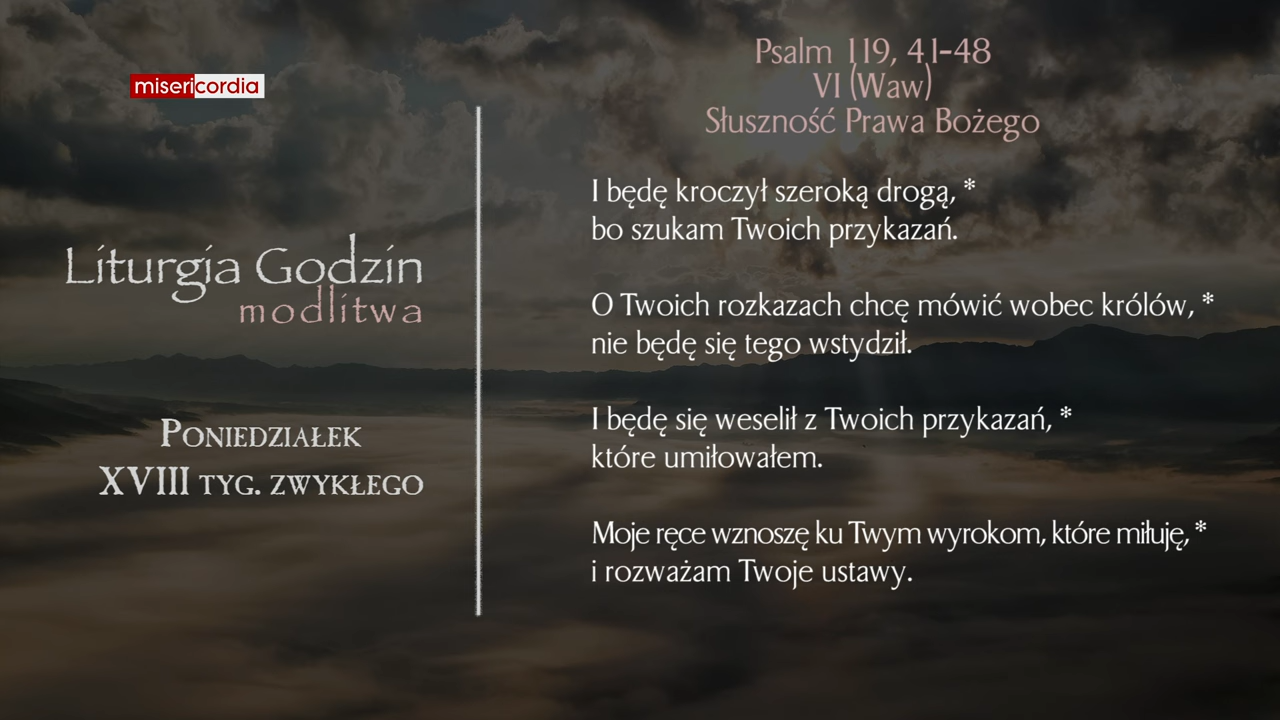 misericordia
Liturgia Godzin
modlitwa
PONIEDZIAŁEK
XVIII TYG. ZWYKŁEGO
Psalm 119, 41-48
VI (Waw)
Słuszność Prawa Bożego
I będę kroczył szeroką drogą, *
bo szukam Twoich przykazań.
O Twoich rozkazach chcę mówić wobec królów, *
nie będę się tego wstydził.
I będę się weselił z Twoich przykazań, *
które umiłowałem.
Moje ręce wznoszę ku Twym wyrokom, które miłuję, *
i rozważam Twoje ustawy.